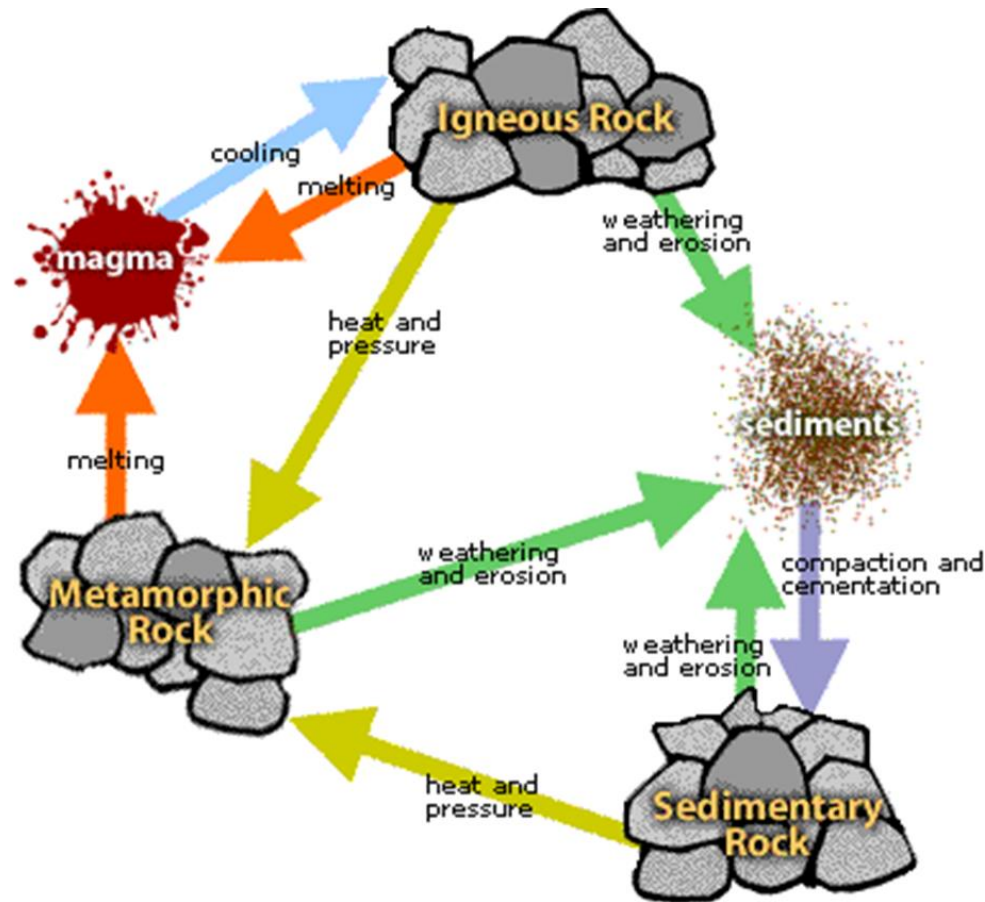 Igneous Rock
cooling
melting
weathering
and erosion
magma
heat and
pressure
sediments
melting
weathering
and erosion
compaction and
cementation
Metamorphic
Rock
weathering
and erosion
heat and
pressure
Sedimentary
Rock